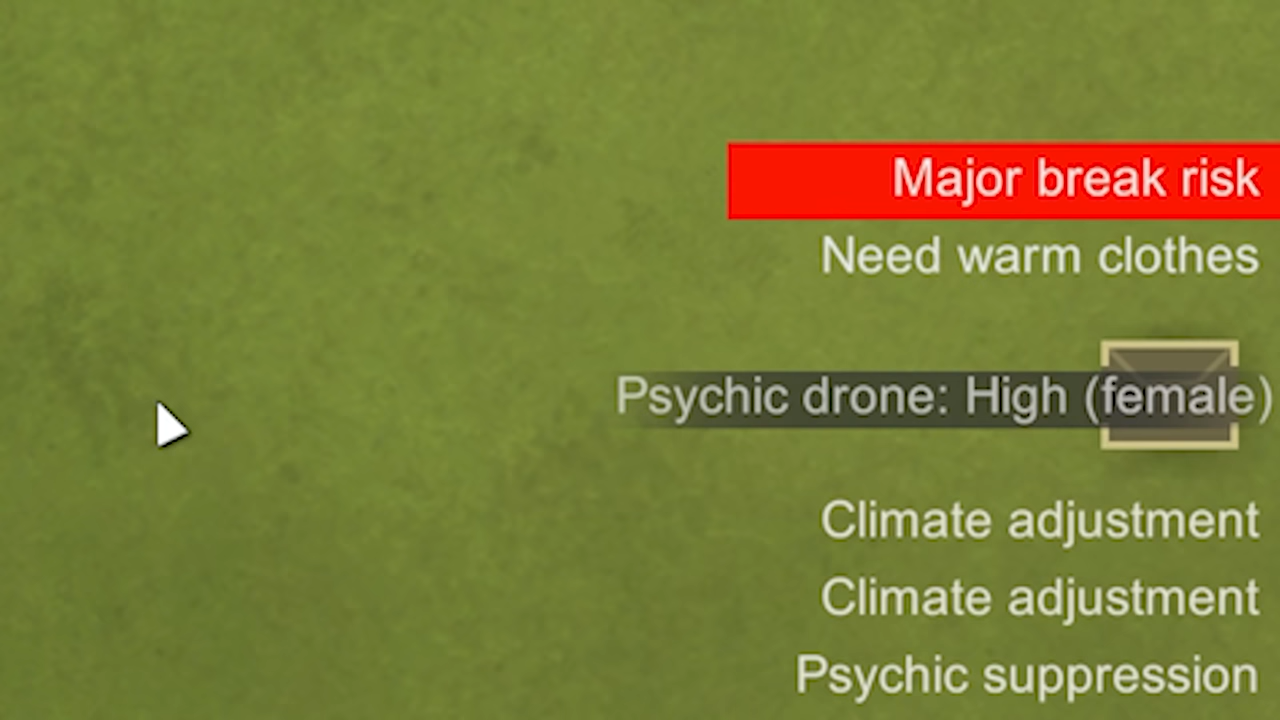 Major break risk
Need warm clothes
Psychic drone: High (female)
Climate adjustment
Climate adjustment
Psychic suppression